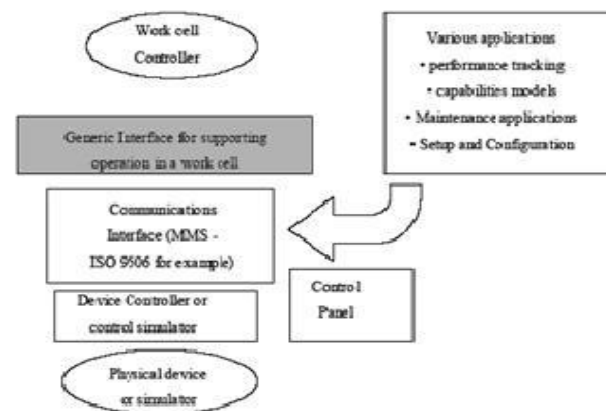 Work cell
Controller
Various applications
• performance tracking
• capabilities models
• Maintenance applications
• Setup and Configuration
Generic Interface for supporting
operation in a work cell
Communications
Interface (MMS -
ISO 9506 for example)
Device Controller or
control simulator
Control
Panel
Physical device
or simulator